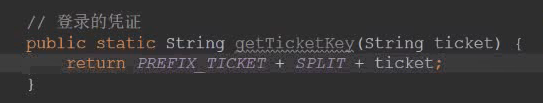 // 登录的凭证
public static String getTicketKey(String ticket) {
return PREFIX_TICKET + SPLIT + ticket;
}